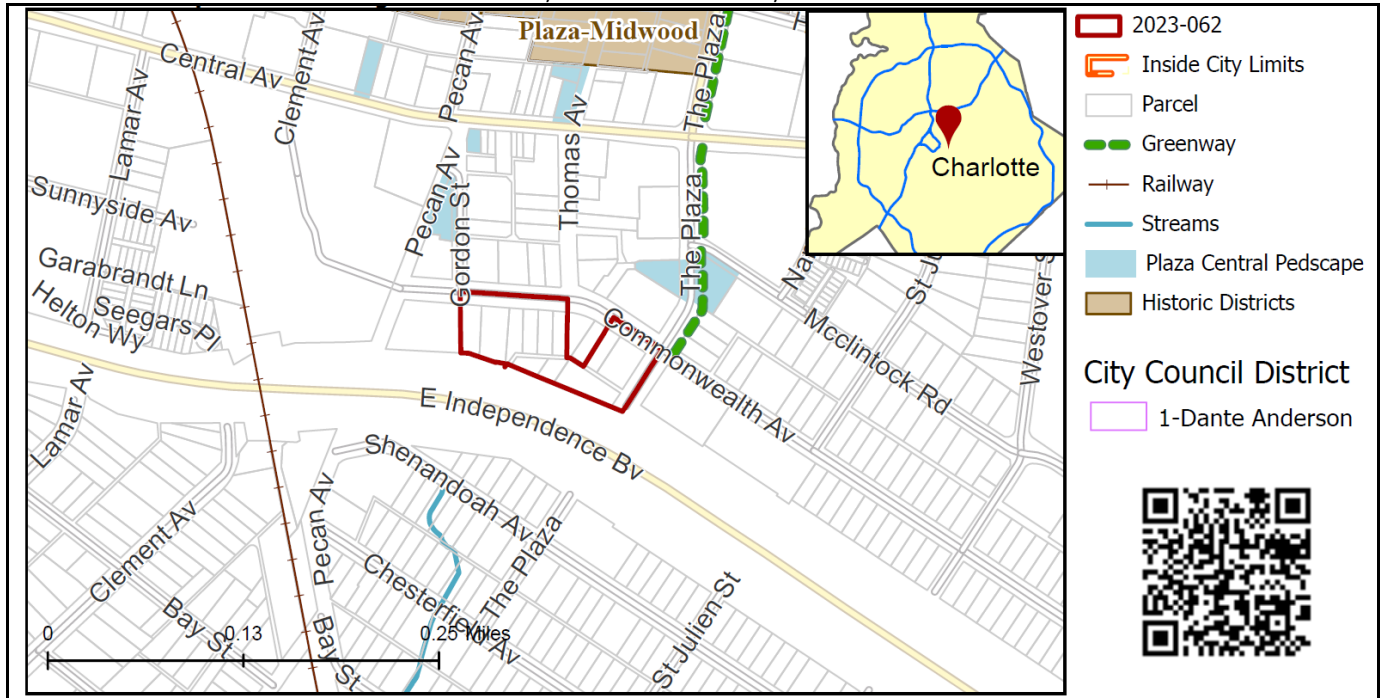 Plaza-Midwood
Central Av
Clement Av
Pecan Av
The Plaza
Lamar Av
Thomas Av
Sunnyside Av
Pecan Av
Gordon St
The Plaza
Garabrandt Ln
Seegars Pl
Helton Wy
Commonwealth Av
Mcclintock Rd
Westover S
Lamar Av
E Independence Bv
Shenandoah Av
Clement Av
Pecan Av
The Plaza
Chesterfield Av
Bay St
Bay St
St Julien St
0
0.13
0.25 Miles
Charlotte
2023-062
Inside City Limits
Parcel
Greenway
Railway
Streams
Plaza Central Pedscape
Historic Districts
City Council District
1-Dante Anderson